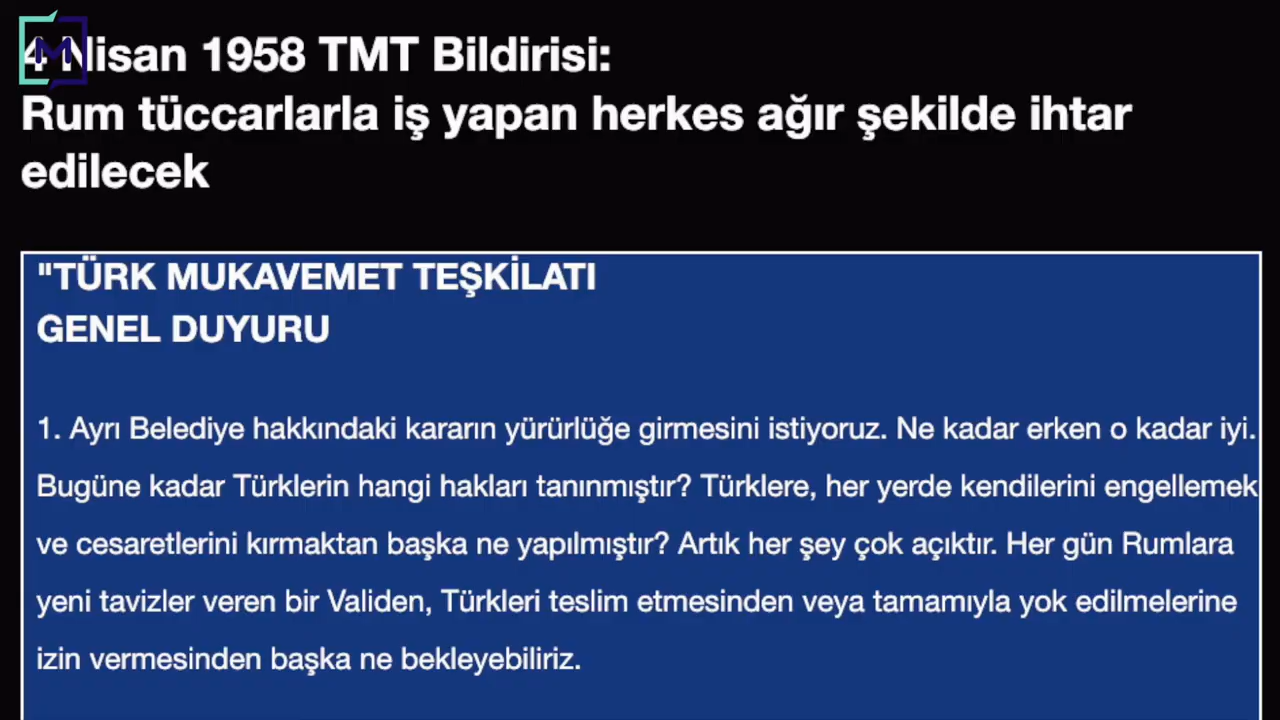 4 Nisan 1958 TMT Bildirisi:
Rum tüccarlarla iş yapan herkes ağır şekilde ihtar
edilecek
"TÜRK MUKAVEMET TEŞKİLATI
GENEL DUYURU
1. Ayrı Belediye hakkındaki kararın yürürlüğe girmesini istiyoruz. Ne kadar erken o kadar iyi.
Bugüne kadar Türklerin hangi hakları tanınmıştır? Türklere, her yerde kendilerini engellemek
ve cesaretlerini kırmaktan başka ne yapılmıştır? Artık her şey çok açıktır. Her gün Rumlara
yeni tavizler veren bir Validen, Türkleri teslim etmesinden veya tamamıyla yok edilmelerine
izin vermesinden başka ne bekleyebiliriz.